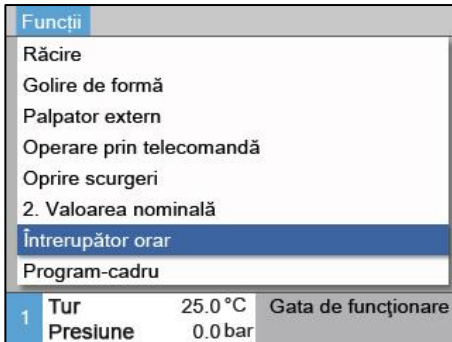 Funcții
Răcire
Golire de formă
Palpator extern
Operare prin telecomandă
Oprire scurgeri
2. Valoarea nominală
Întrerupător orar
Program-cadru
1 Tur 25.0 °C Gata de funcţionare
Presiune 0.0 bar